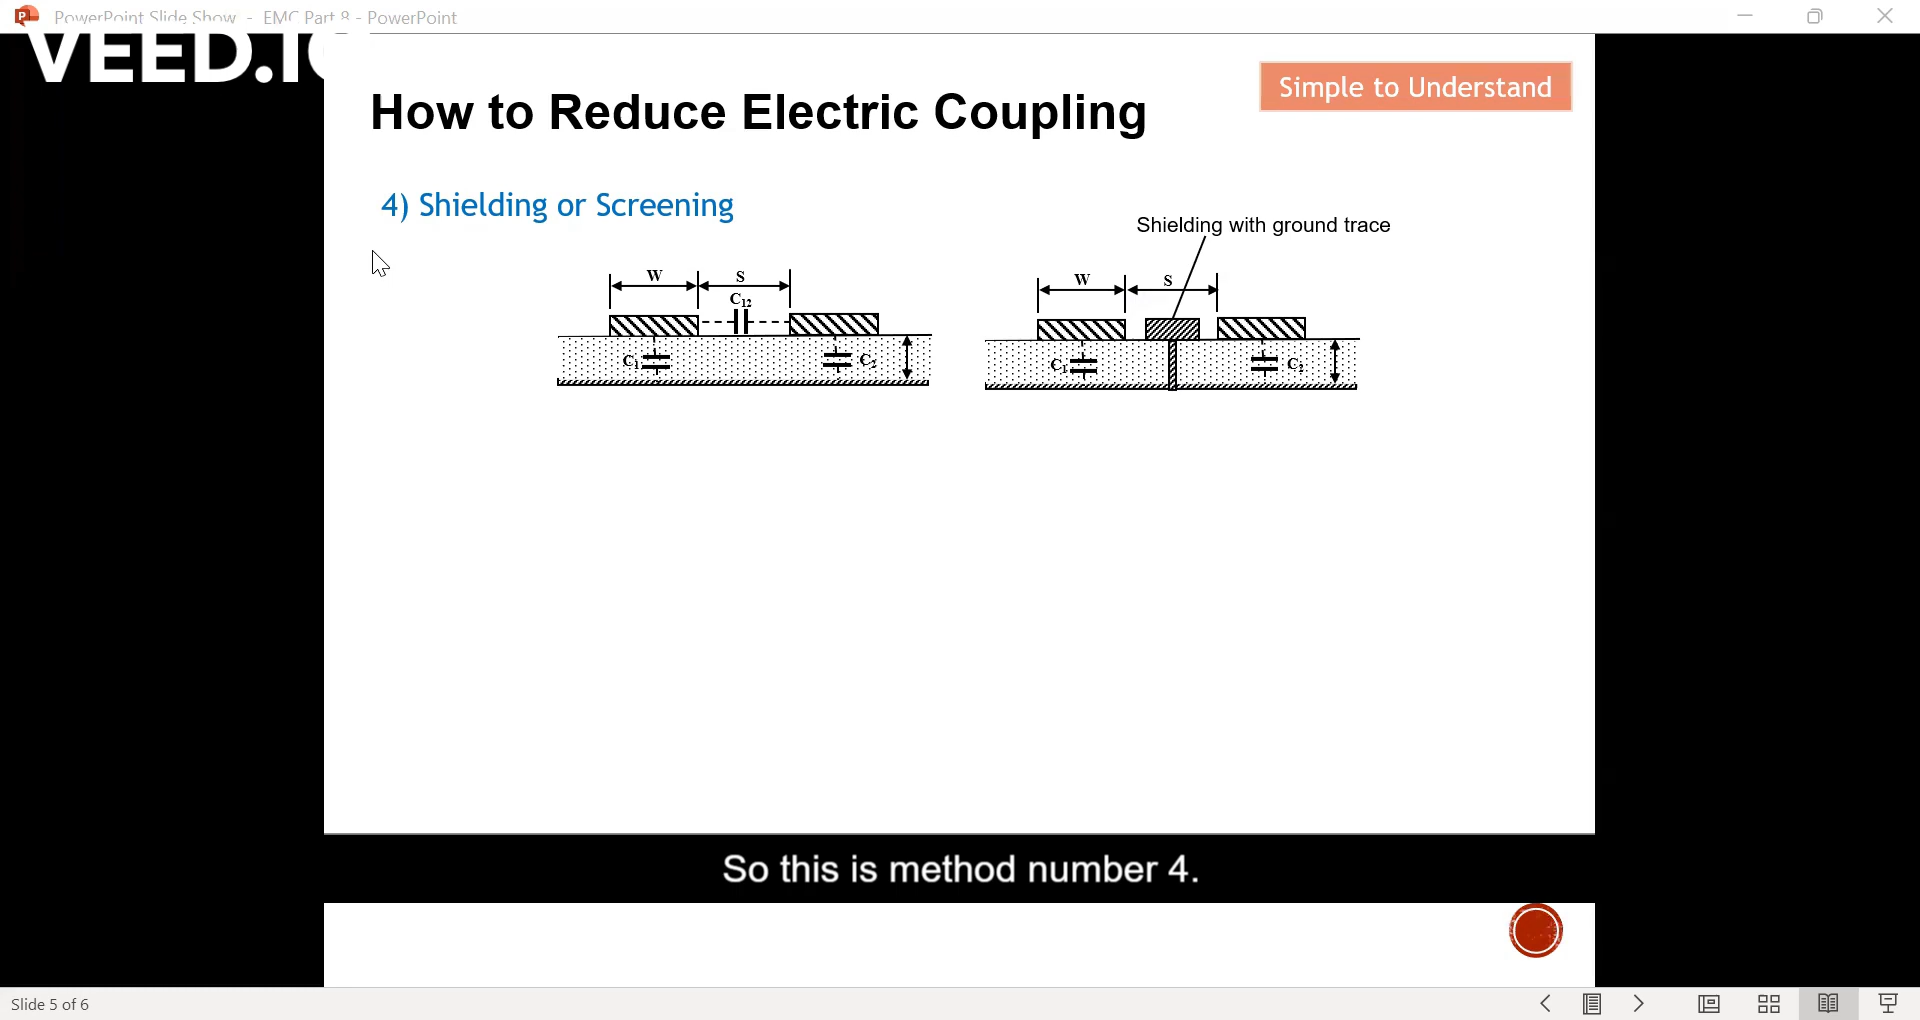 PowerPoint Slide Show - EMC Part 8 - PowerPoint
VEED.I
How to Reduce Electric Coupling
Simple to Understand
4) Shielding or Screening
Shielding with ground trace
W S
C12
C1 C2
W S
C1 C2
So this is method number 4.
Slide 5 of 6